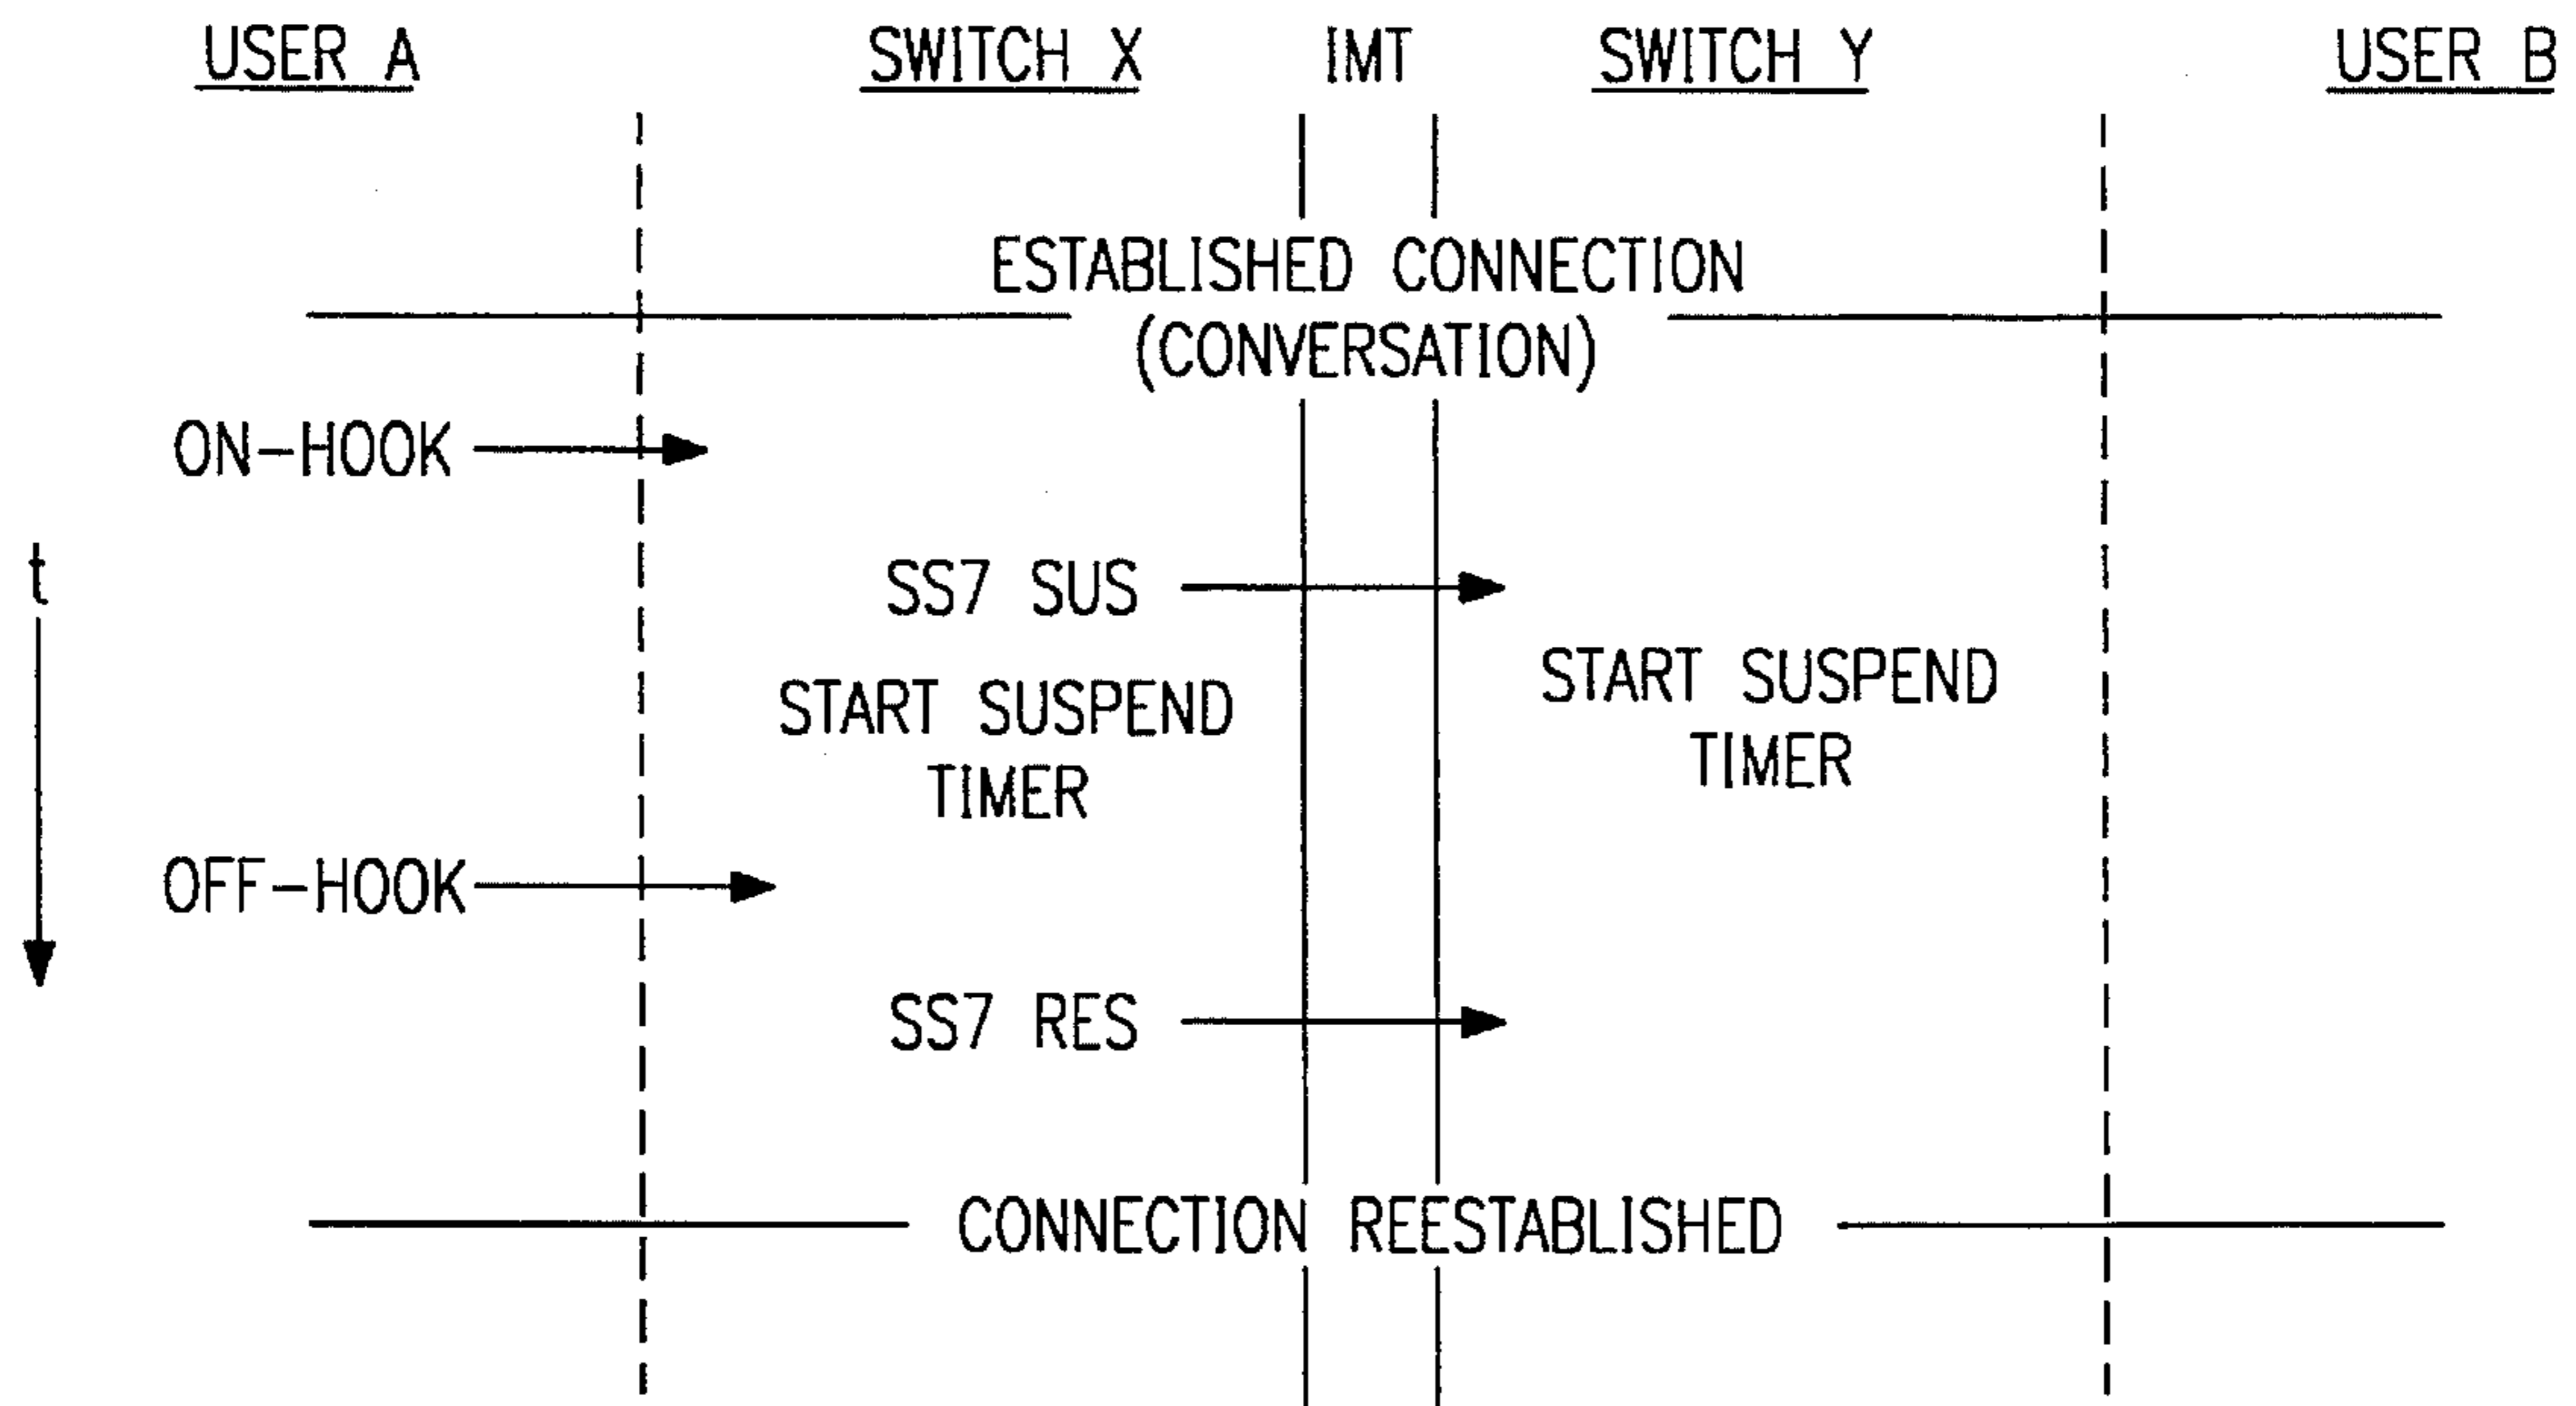 USER A
SWITCH X
IMT
SWITCH Y
USER B
ESTABLISHED CONNECTION
(CONVERSATION)
ON-HOOK
t
SS7 SUS
START SUSPEND
TIMER
START SUSPEND
TIMER
OFF-HOOK
SS7 RES
CONNECTION REESTABLISHED